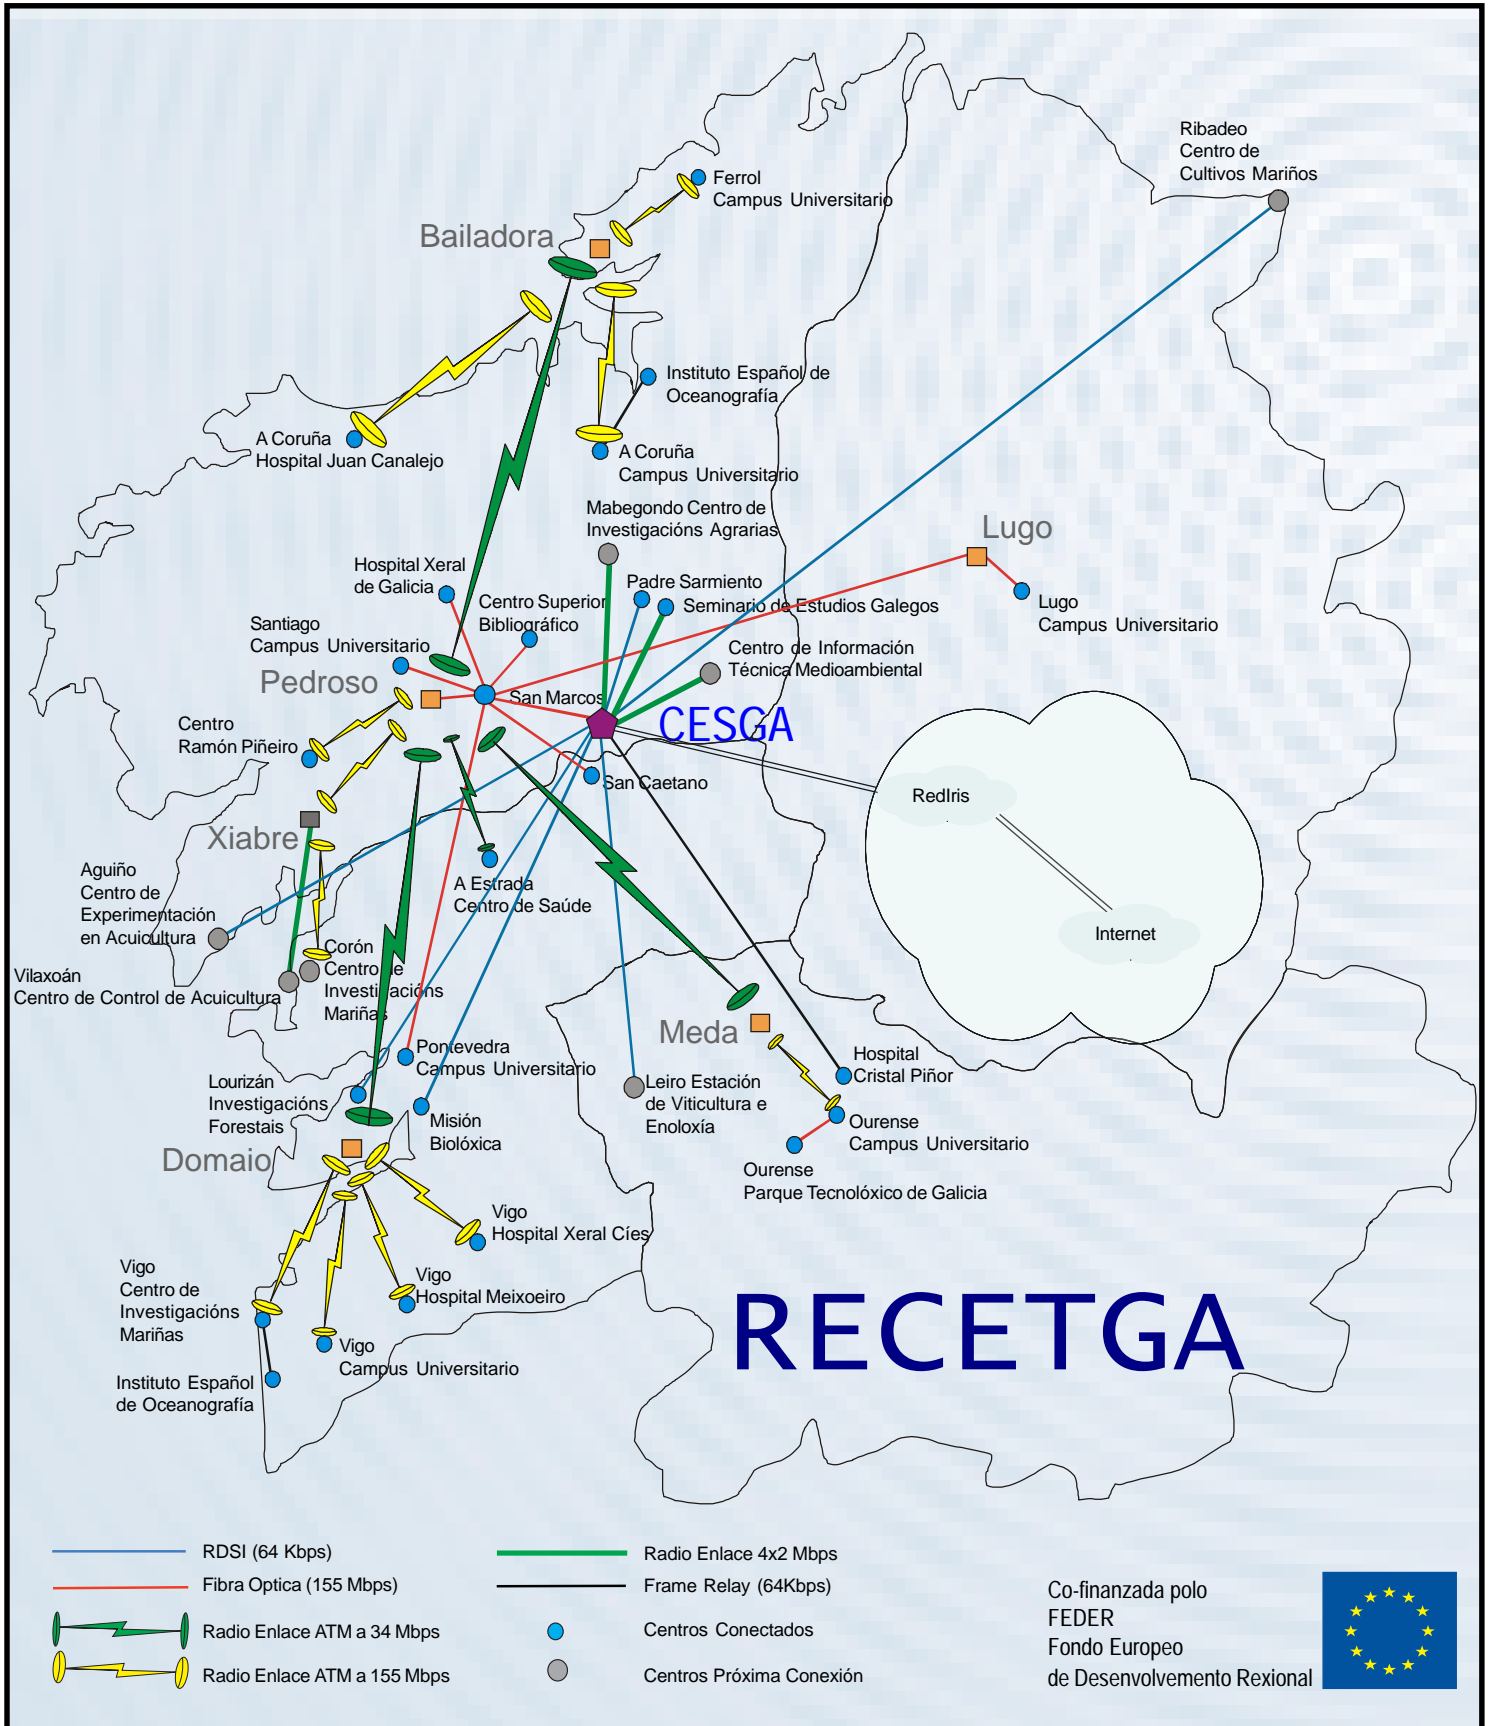 Ribadeo
Centro de
Cultivos Mariños
Ferrol
Campus Universitario
Bailadora
Instituto Español de
Oceanografía
A Coruña
Hospital Juan Canalejo
A Coruña
Campus Universitario
Mabegondo Centro de
Investigacións Agrarias
Lugo
Hospital Xeral
de Galicia
Padre Sarmiento
Centro Superior
Bibliográfico
Seminario de Estudios Galegos
Lugo
Campus Universitario
Santiago
Campus Universitario
Centro de Información
Técnica Medioambiental
Pedroso
San Marcos
CESGA
Centro
Ramón Piñeiro
San Caetano
RedIris
Xiabre
Aguiño
Centro de
Experimentación
en Acuicultura
A Estrada
Centro de Saúde
Internet
Corón
Centro de
Investigacións
Mariñas
Vilaxoán
Centro de Control de Acuicultura
Meda
Pontevedra
Campus Universitario
Hospital
Cristal Piñor
Lourizán
Investigacións
Forestais
Leiro Estación
de Viticultura e
Enoloxía
Misión
Biolóxica
Ourense
Campus Universitario
Domaio
Ourense
Parque Tecnolóxico de Galicia
Vigo
Hospital Xeral Cíes
Vigo
Centro de
Investigacións
Mariñas
Vigo
Hospital Meixoeiro
RECETGA
Vigo
Campus Universitario
Instituto Español
de Oceanografía
RDSI (64 Kbps)
Fibra Optica (155 Mbps)
Radio Enlace ATM a 34 Mbps
Radio Enlace ATM a 155 Mbps
Radio Enlace 4x2 Mbps
Frame Relay (64Kbps)
Centros Conectados
Centros Próxima Conexión
Co-finanzada polo
FEDER
Fondo Europeo
de Desenvolvemento Rexional